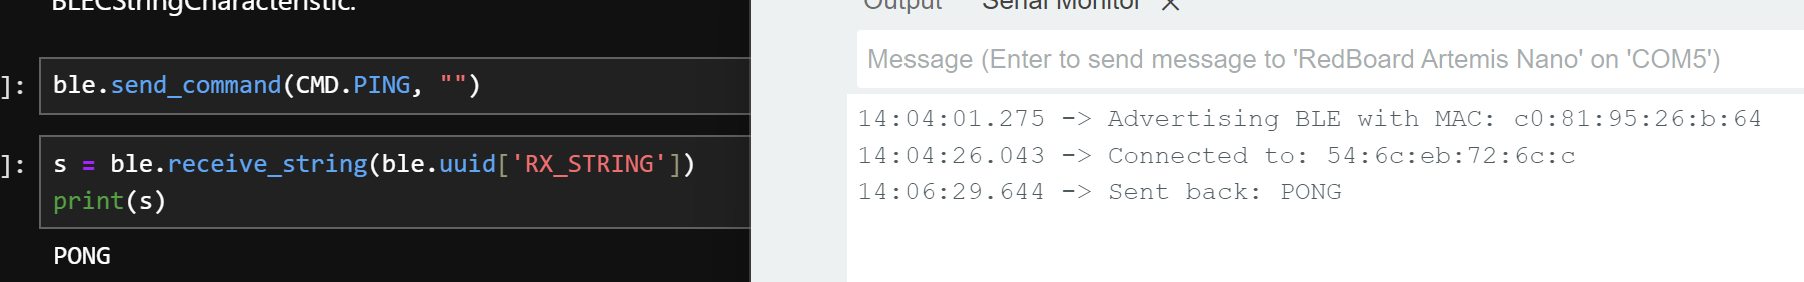 BLECStringCharacteristic.
]: ble.send_command(CMD.PING, "")
]: s = ble.receive_string(ble.uuid['RX_STRING'])
print(s)
PONG
Output Serial Monitor X
Message (Enter to send message to 'RedBoard Artemis Nano' on 'COM5')
14:04:01.275 -> Advertising BLE with MAC: c0:81:95:26:b:64
14:04:26.043 -> Connected to: 54:6c:eb:72:6c:c
14:06:29.644 -> Sent back: PONG